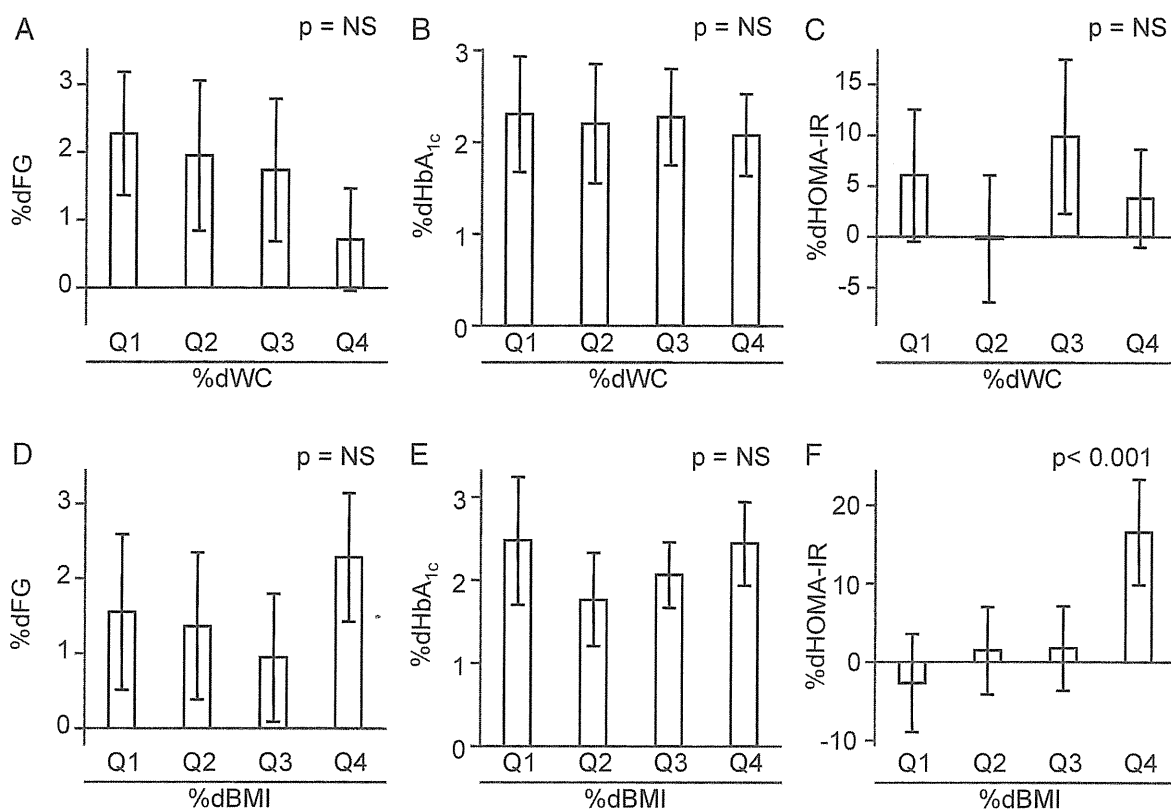 A
p = NS
%dFG
3
2
1
0
Q1 Q2 Q3 Q4
%dWC
B
p = NS
%dHbA1c
3
2
1
0
Q1 Q2 Q3 Q4
%dWC
C
p = NS
%dHOMA-IR
15
10
5
0
-5
Q1 Q2 Q3 Q4
%dWC
D
p = NS
%dFG
3
2
1
0
Q1 Q2 Q3 Q4
%dBMI
E
p = NS
%dHbA1c
3
2
1
0
Q1 Q2 Q3 Q4
%dBMI
F
p< 0.001
%dHOMA-IR
20
10
0
-10
Q1 Q2 Q3 Q4
%dBMI